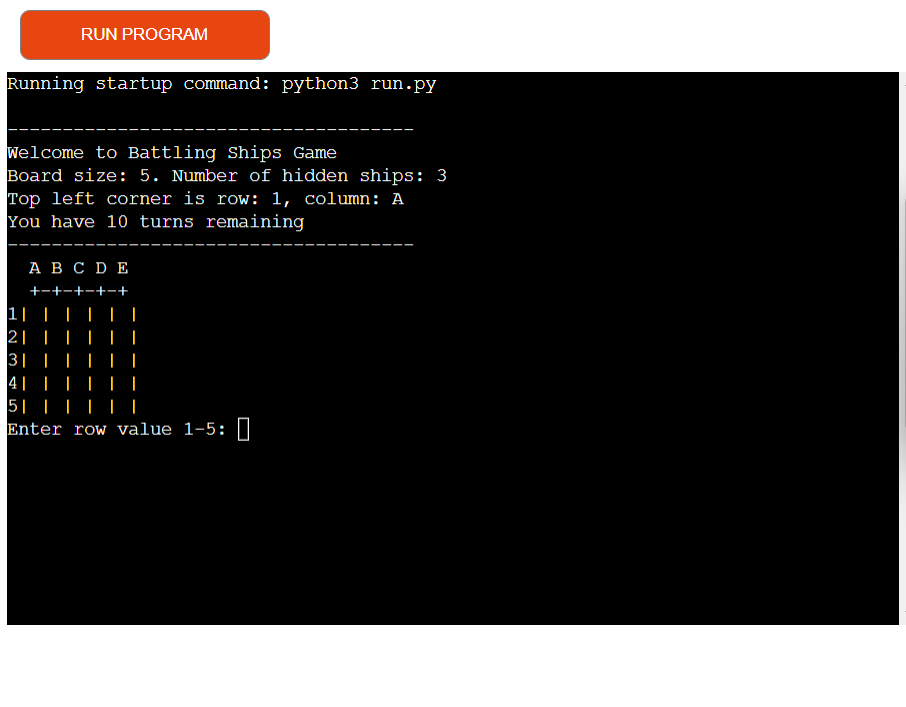 RUN PROGRAM
Running startup command: python3 run.py
-------------------------------------
Welcome to Battling Ships Game
Board size: 5. Number of hidden ships: 3
Top left corner is row: 1, column: A
You have 10 turns remaining
-------------------------------------
  A B C D E
  +-+-+-+-+
1| | | | | |
2| | | | | |
3| | | | | |
4| | | | | |
5| | | | | |
Enter row value 1-5: